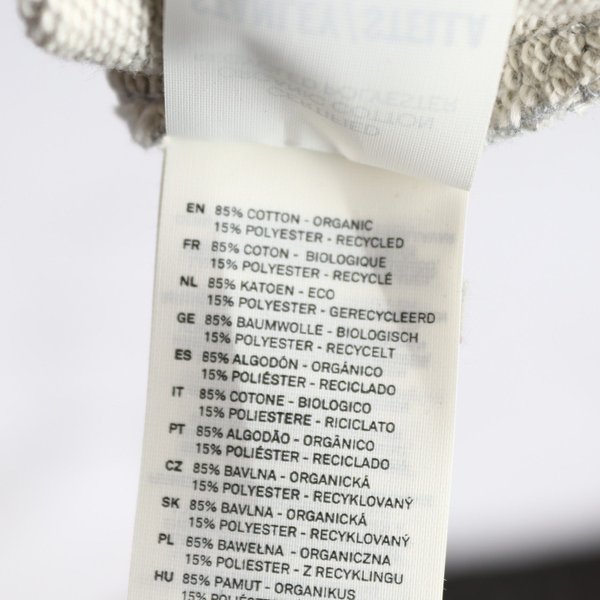 STANLEY/STELLA
EN 85% COTTON - ORGANIC
15% POLYESTER - RECYCLED
FR 85% COTON - BIOLOGIQUE
15% POLYESTER - RECYCLÉ
NL 85% KATOEN - ECO
15% POLYESTER - GERECYCLEERD
GE 85% BAUMWOLLE - BIOLOGISCH
15% POLYESTER - RECYCELT
ES 85% ALGODÓN - ORGÁNICO
15% POLIÉSTER - RECICLADO
IT 85% COTONE - BIOLOGICO
15% POLIESTERE - RICICLATO
PT 85% ALGODÃO - ORGÂNICO
15% POLIÉSTER - RECICLADO
CZ 85% BAVLNA - ORGANICKÁ
15% POLYESTER - RECYKLOVANÝ
SK 85% BAVLNA - ORGANICKÁ
15% POLYESTER - RECYKLOVANÝ
PL 85% BAWEŁNA - ORGANICZNA
15% POLIESTER - Z RECYKLINGU
HU 85% PAMUT - ORGANIKUS